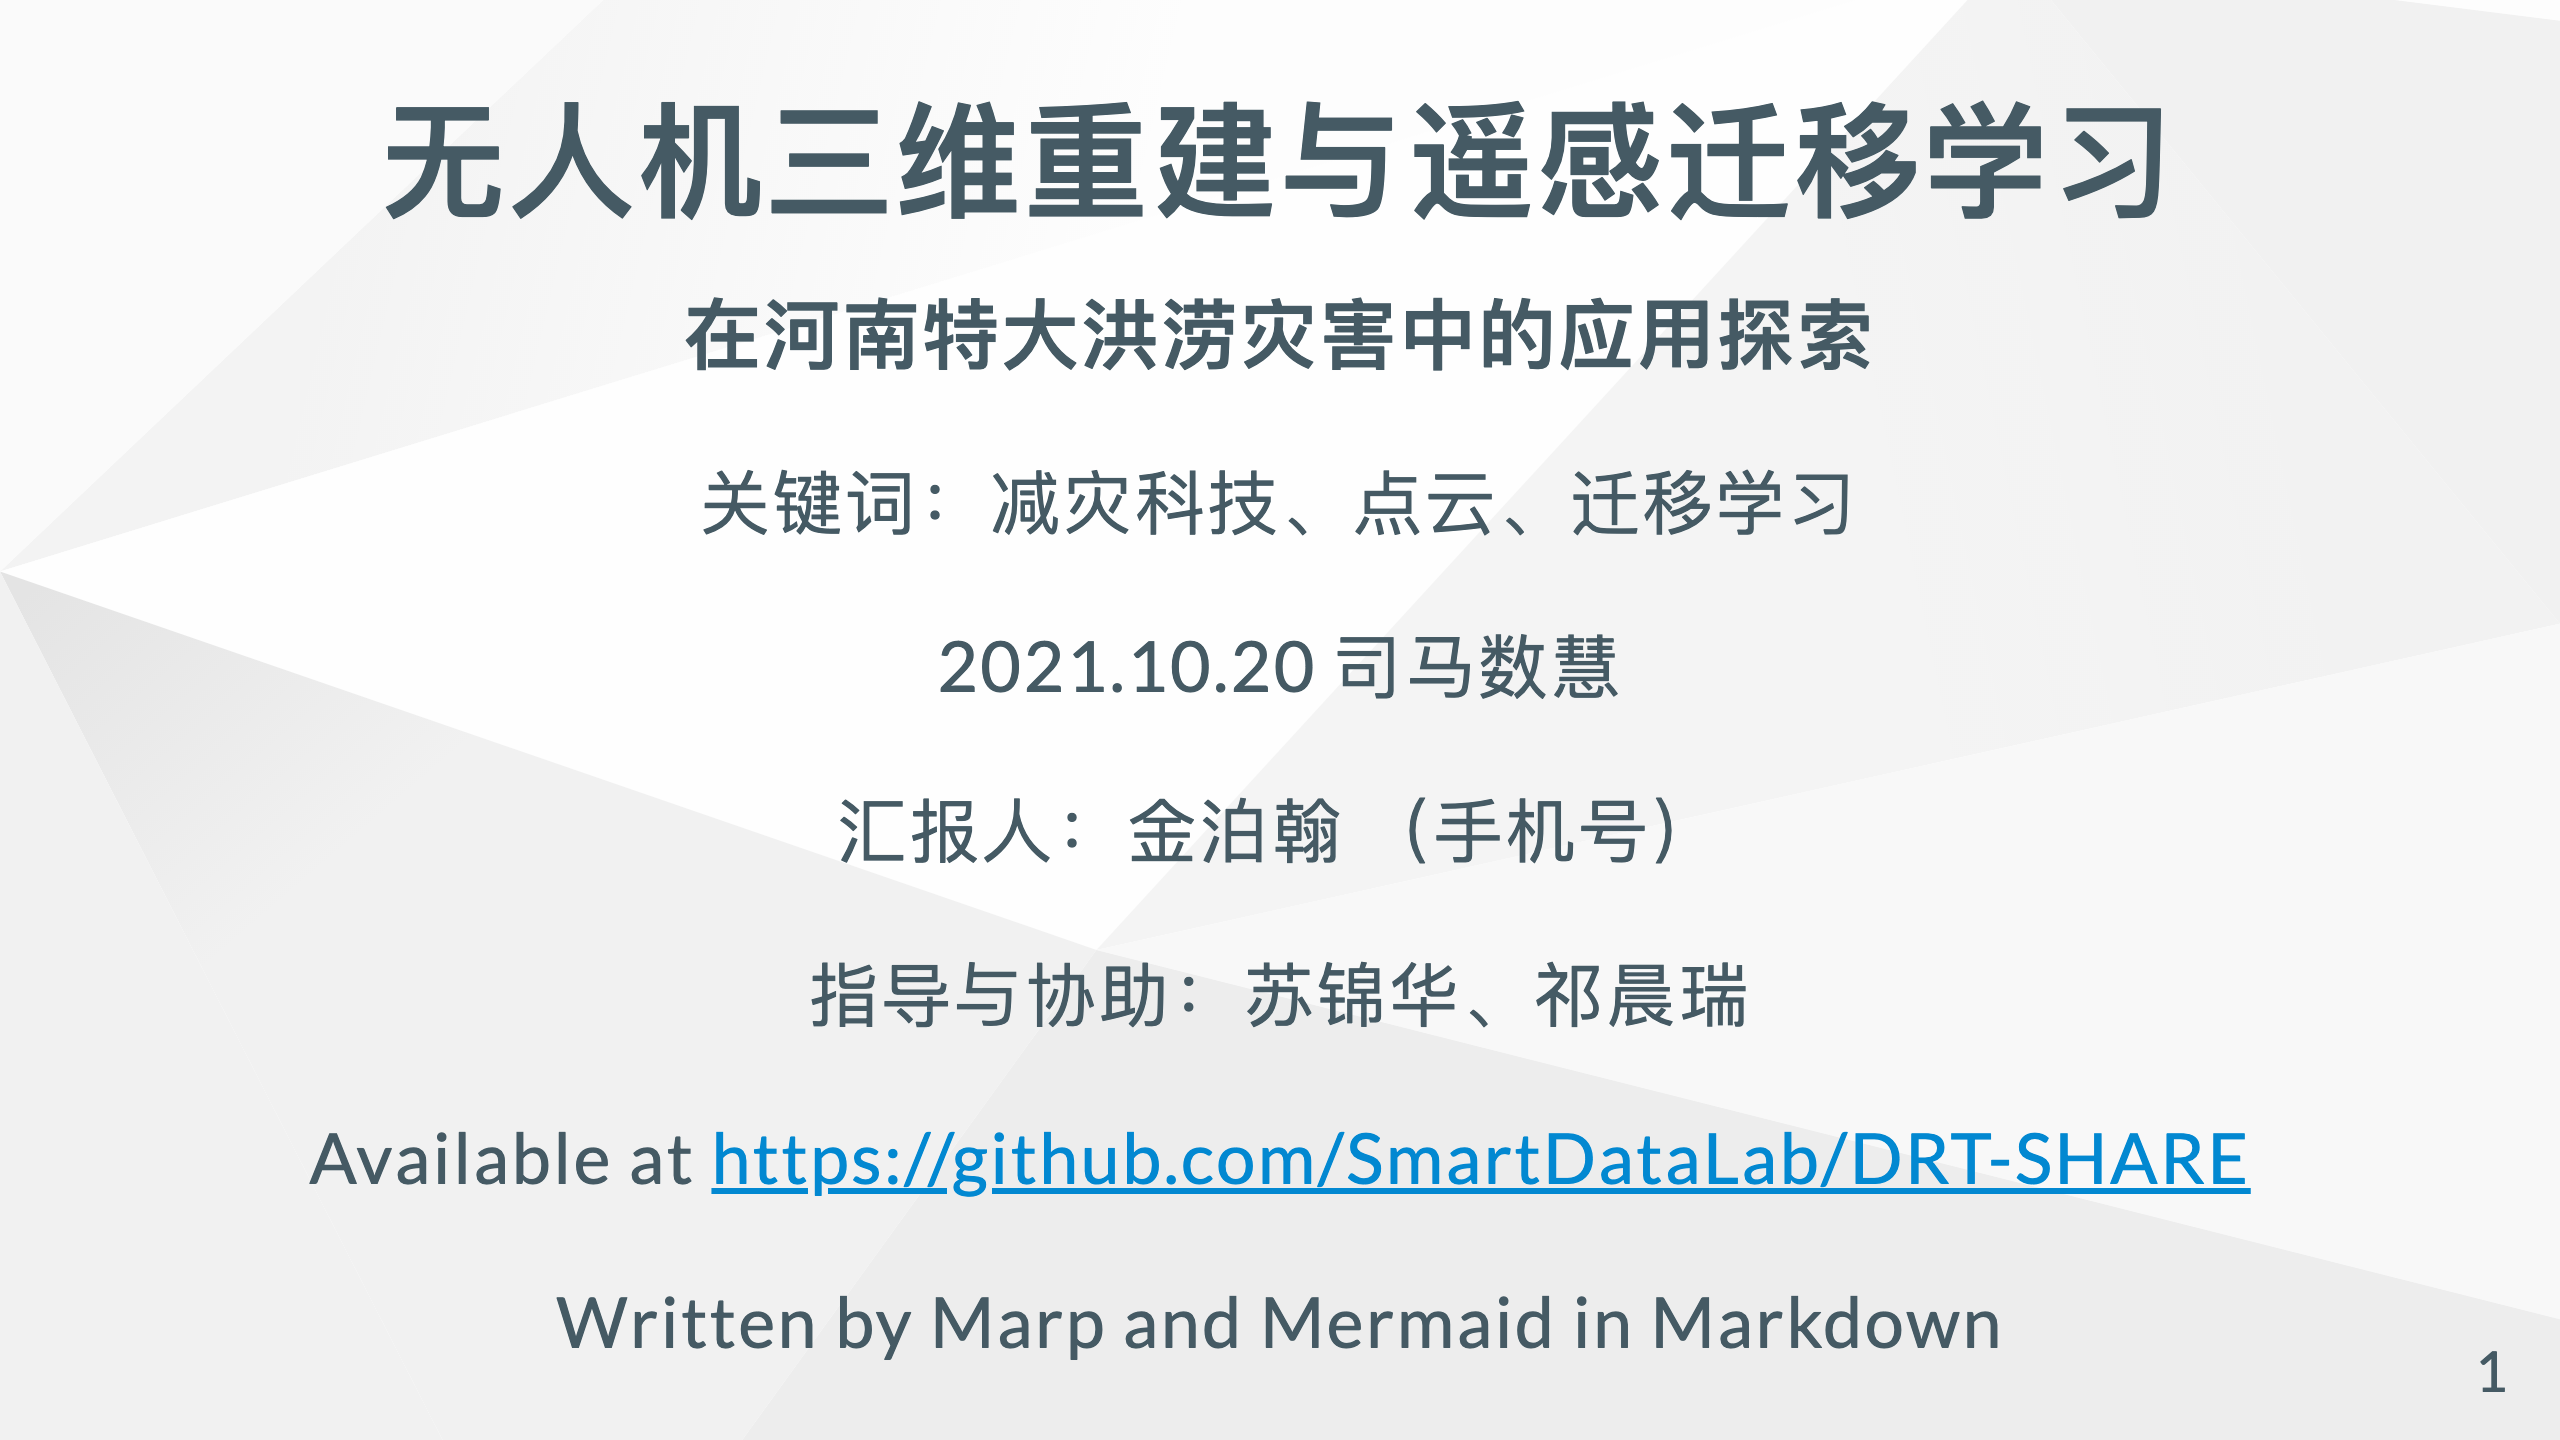 无人机三维重建与遥感迁移学习
在河南特大洪涝灾害中的应用探索
关键词：减灾科技、点云、迁移学习
2021.10.20 司马数慧
汇报人：金泊翰 （手机号）
指导与协助：苏锦华、祁晨瑞
Available at https://github.com/SmartDataLab/DRT-SHARE
Written by Marp and Mermaid in Markdown
1